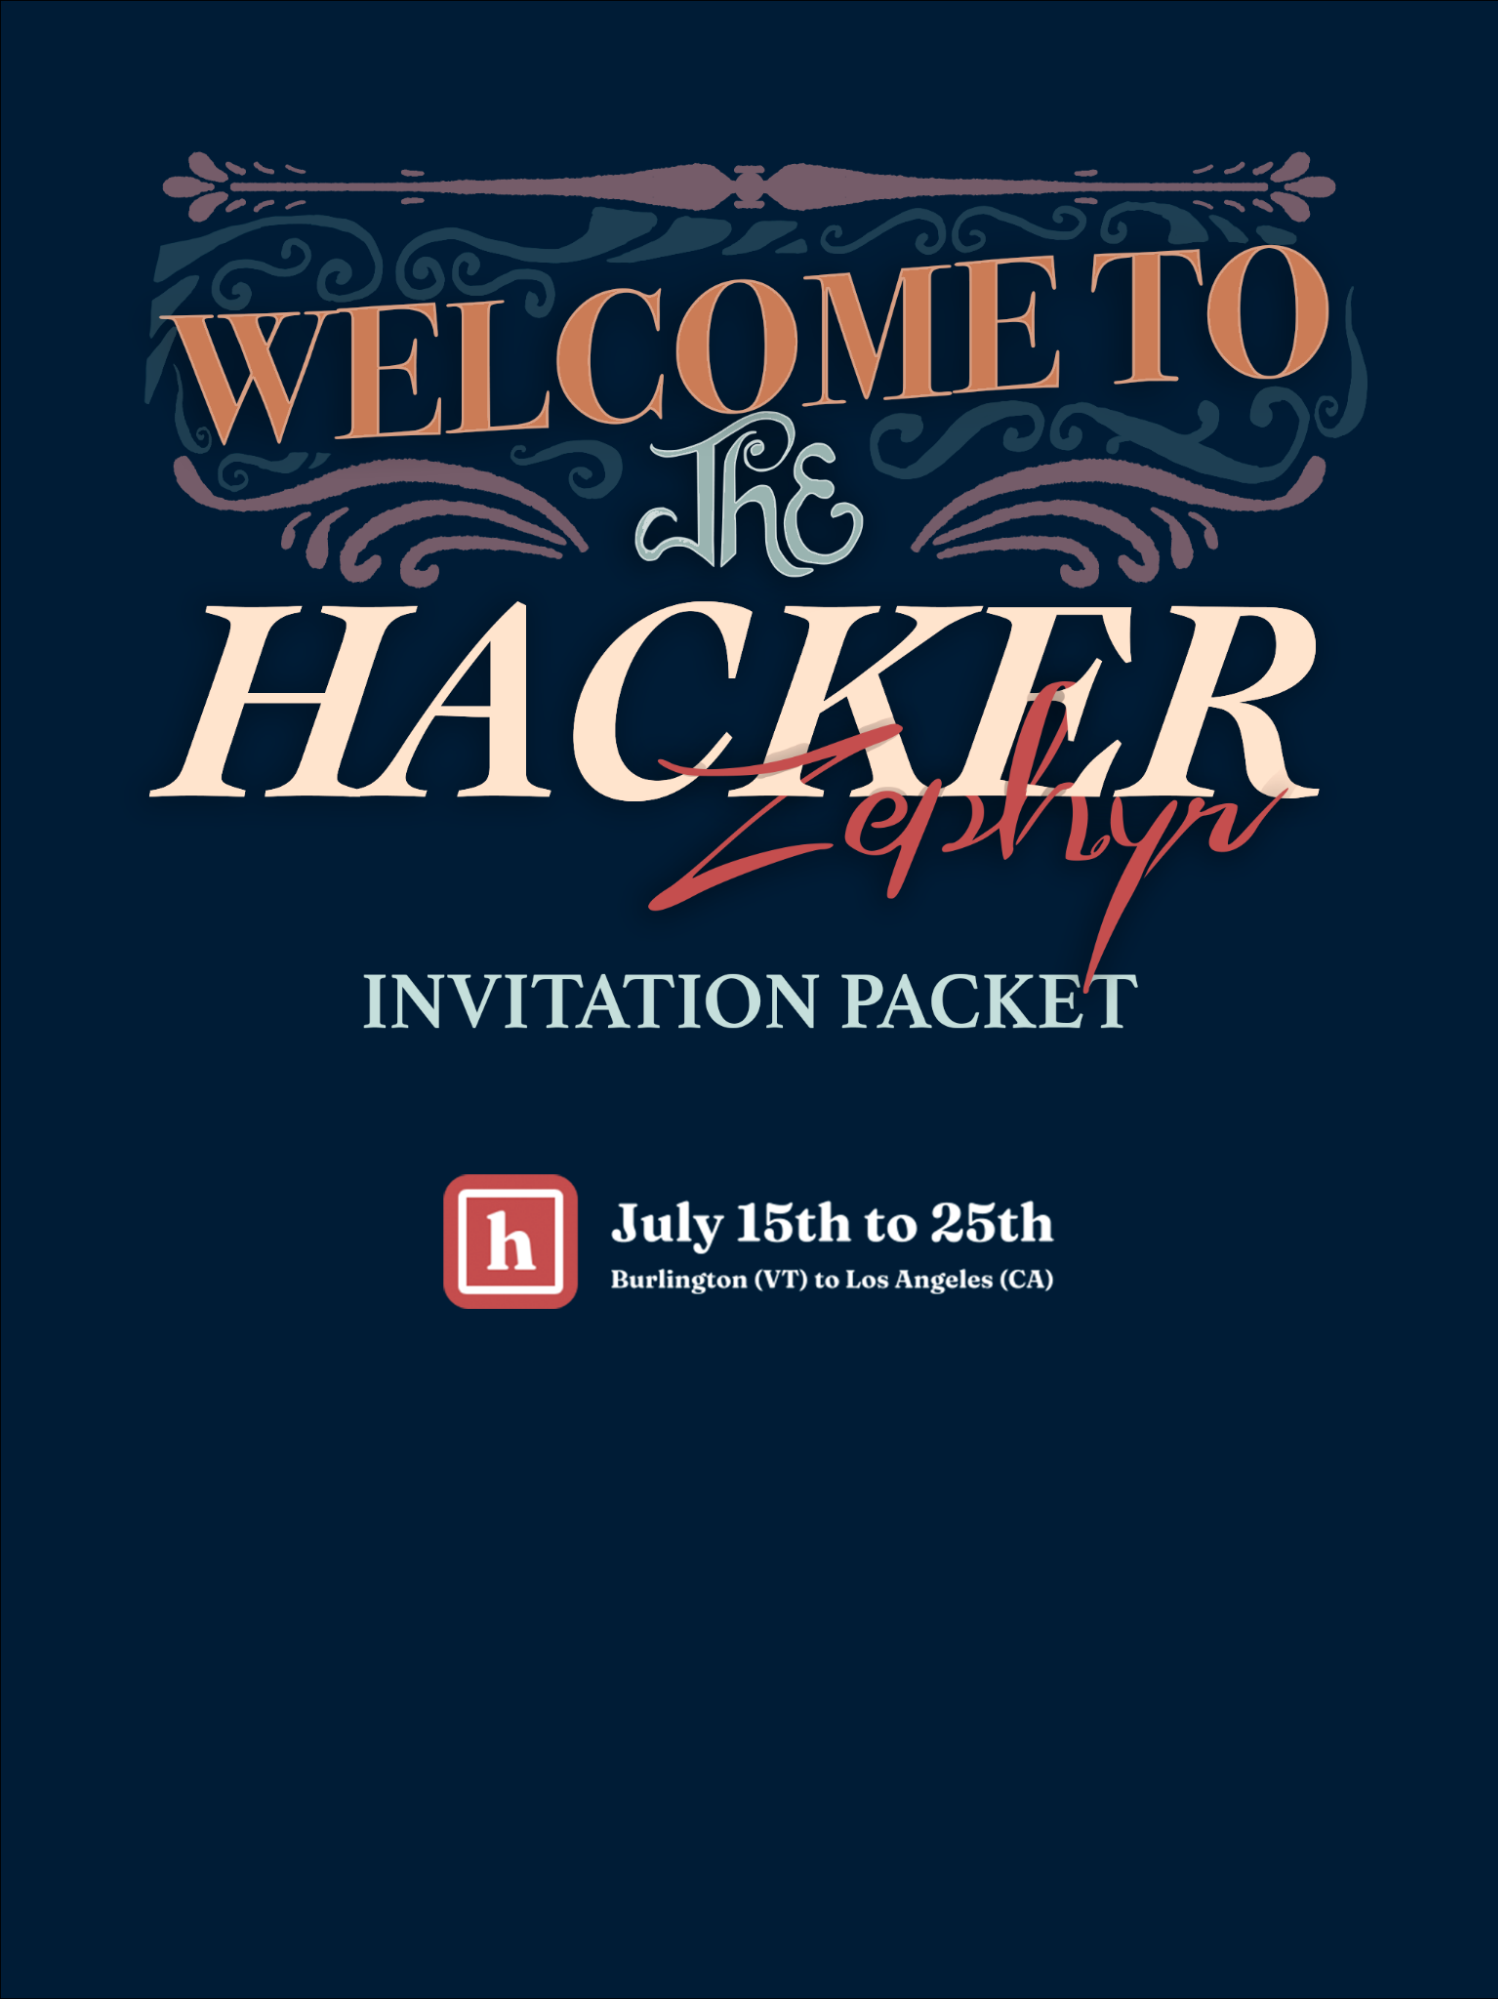 WELCOME TO
The
HACKER
Zephyr
INVITATION PACKET
h
July 15th to 25th
Burlington (VT) to Los Angeles (CA)